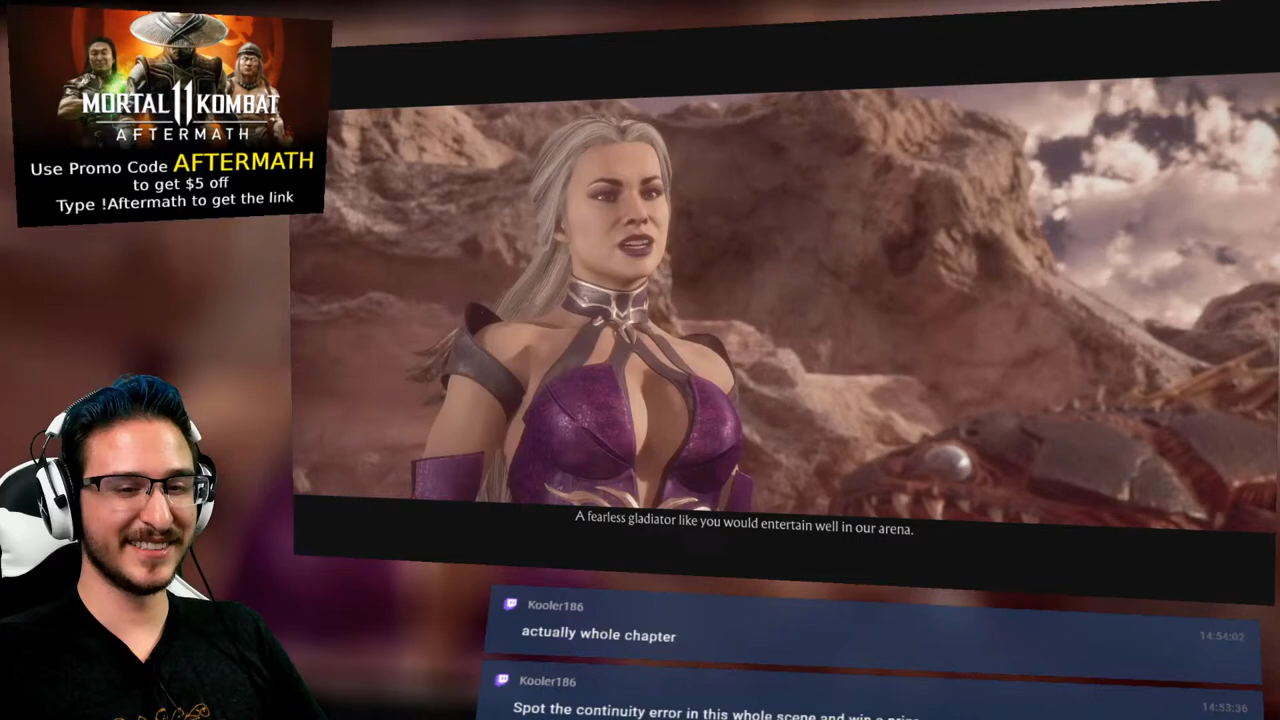 MORTAL 11 KOMBAT
AFTERMATH
Use Promo Code AFTERMATH
to get $5 off
Type !Aftermath to get the link
A fearless gladiator like you would entertain well in our arena.
Kooler186
actually whole chapter
14:54:02
Kooler186
14:53:36
Spot the continuity error in this whole scene and win a